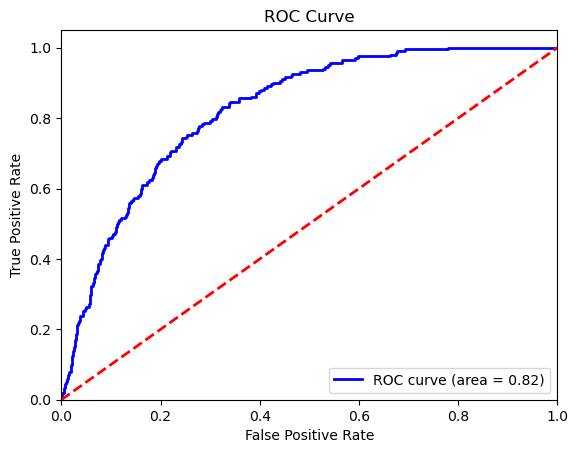 ROC Curve
True Positive Rate
1.0
0.8
0.6
0.4
0.2
0.0
0.0 0.2 0.4 0.6 0.8 1.0
False Positive Rate
ROC curve (area = 0.82)